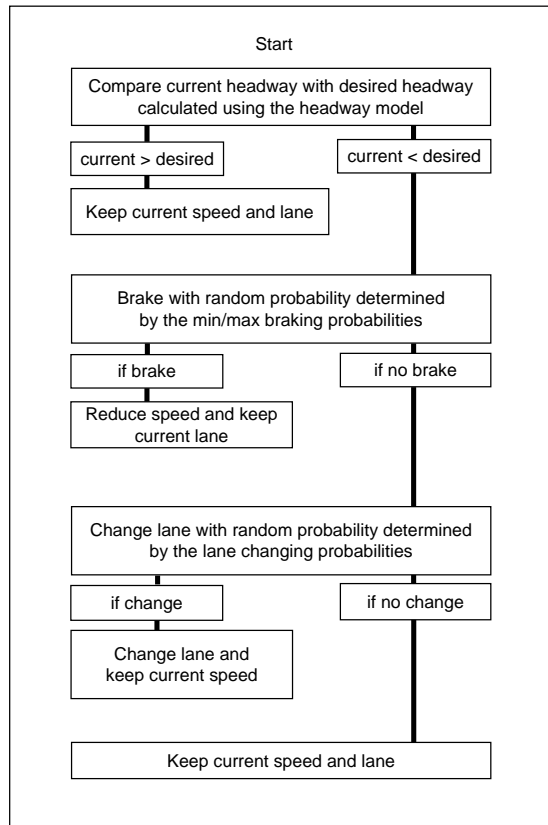 Start
Compare current headway with desired headway
calculated using the headway model
current > desired
current < desired
Keep current speed and lane
Brake with random probability determined
by the min/max braking probabilities
if brake
if no brake
Reduce speed and keep
current lane
Change lane with random probability determined
by the lane changing probabilities
if change
if no change
Change lane and
keep current speed
Keep current speed and lane